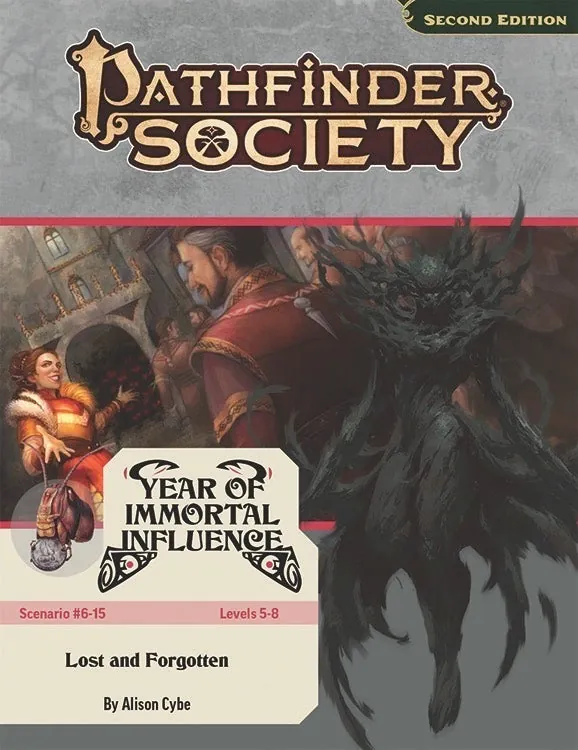 SECOND EDITION
PATHFINDER
SOCIETY®
YEAR OF
IMMORTAL
INFLUENCE
Scenario #6-15 Levels 5-8
Lost and Forgotten
By Alison Cybe